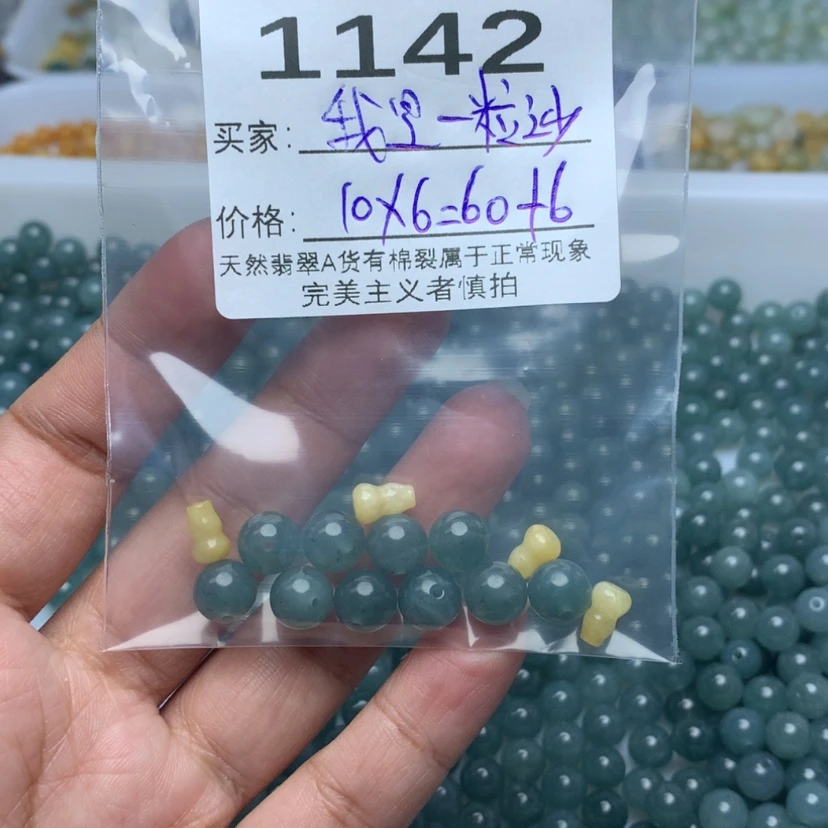 1142
买家: 我是一粒沙
价格: 10×6=60+6
天然翡翠A货有棉裂属于正常现象
完美主义者慎拍